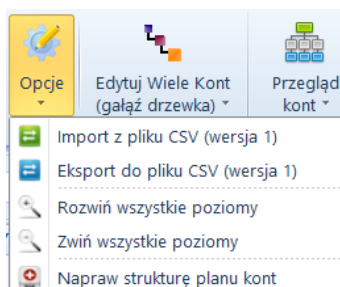 Opcje
Edytuj Wiele Kont
(gałąź drzewka)
Przegląd
kont
Import z pliku CSV (wersja 1)
Eksport do pliku CSV (wersja 1)
Rozwiń wszystkie poziomy
Zwiń wszystkie poziomy
Napraw strukturę planu kont